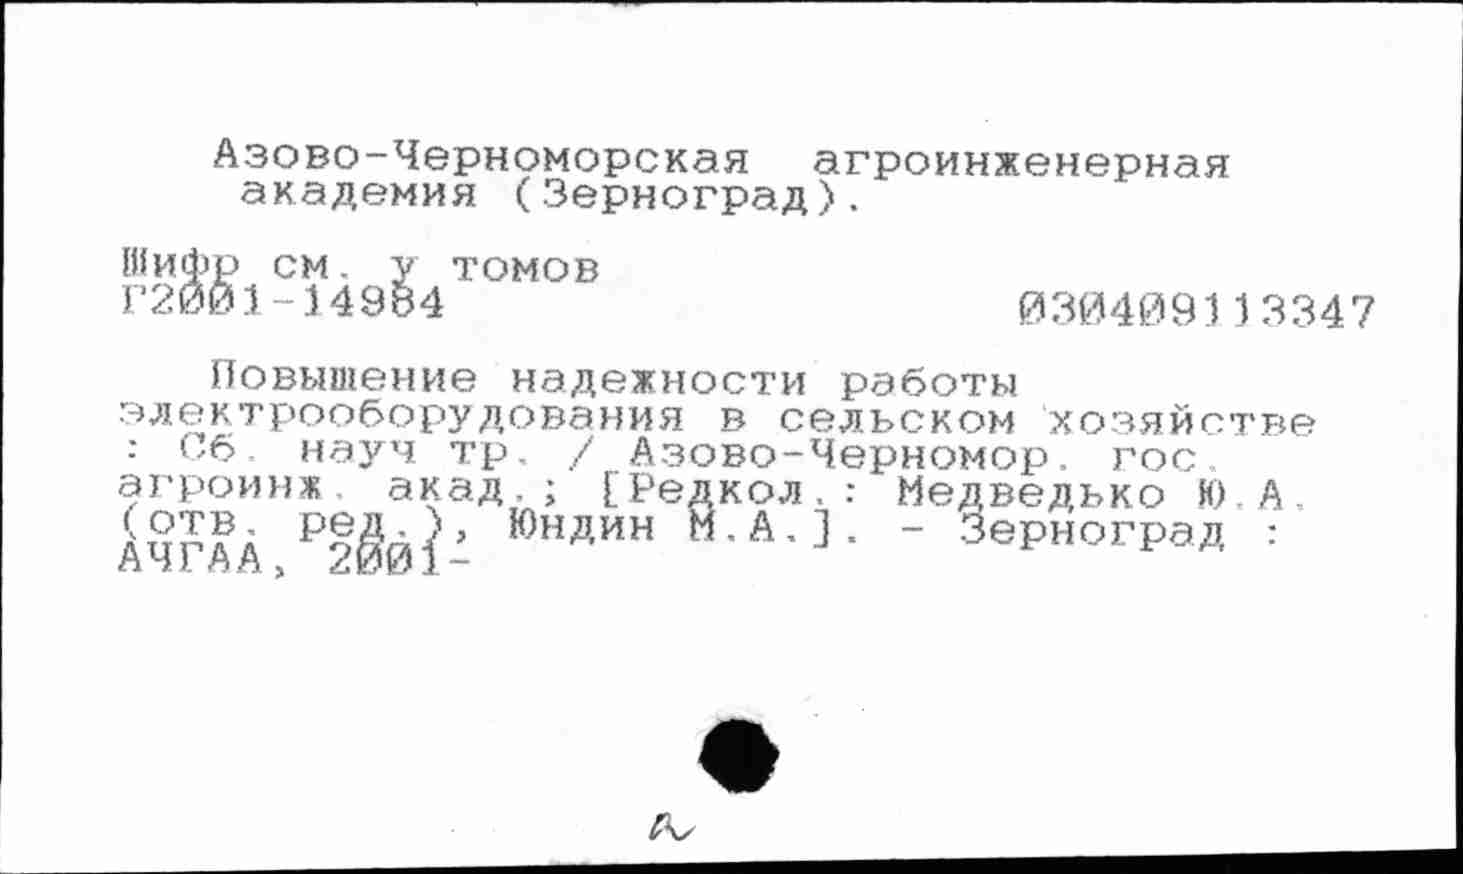 Азово-Черноморская агроинженерная
академия (Зерноград).
Шифр см. у томов
Г2001-14984 030409113347
Повышение надежности работы
электрооборудования в сельском хозяйстве
: Сб. науч тр. / Азово-Черномор. гос.
агроинж. акад.; [Редкол.: Медведько Ю.А.
(отв. ред.), Юндин М.А.]. - Зерноград :
АЧГАА, 2001-